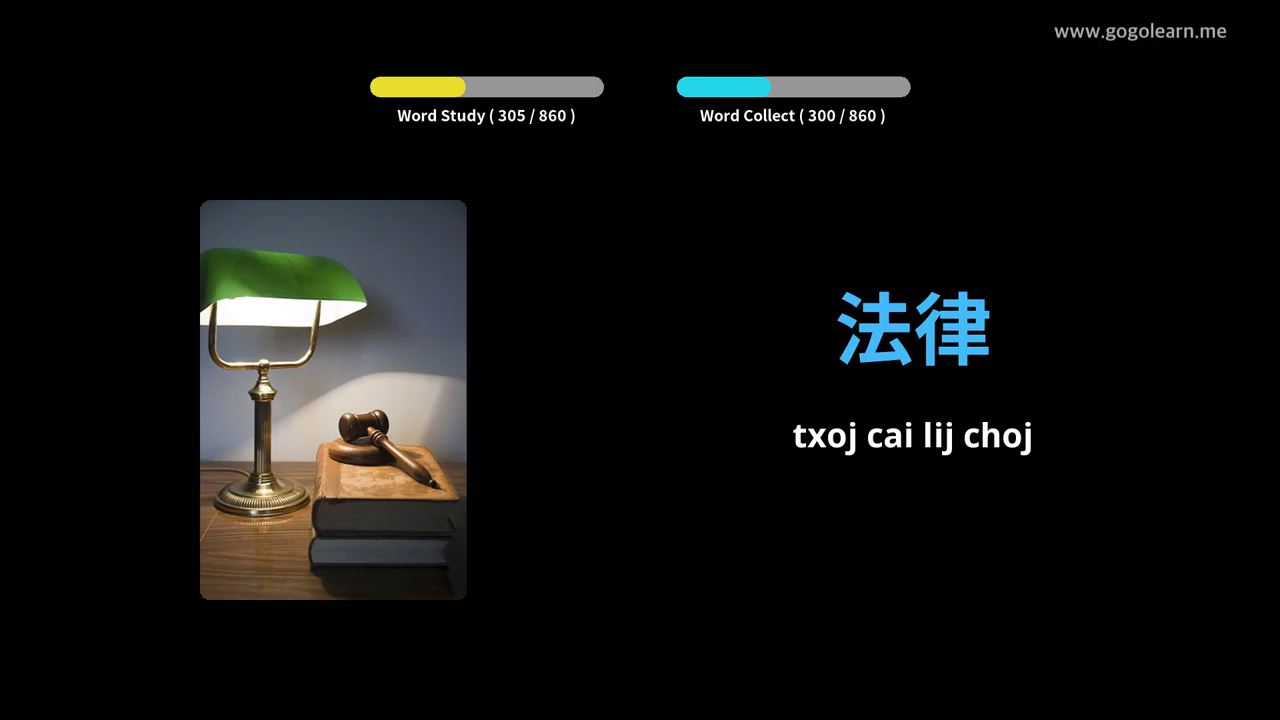 www.gogolearn.me
Word Study ( 305 / 860 )
Word Collect ( 300 / 860 )
法律
txoj cai lij choj